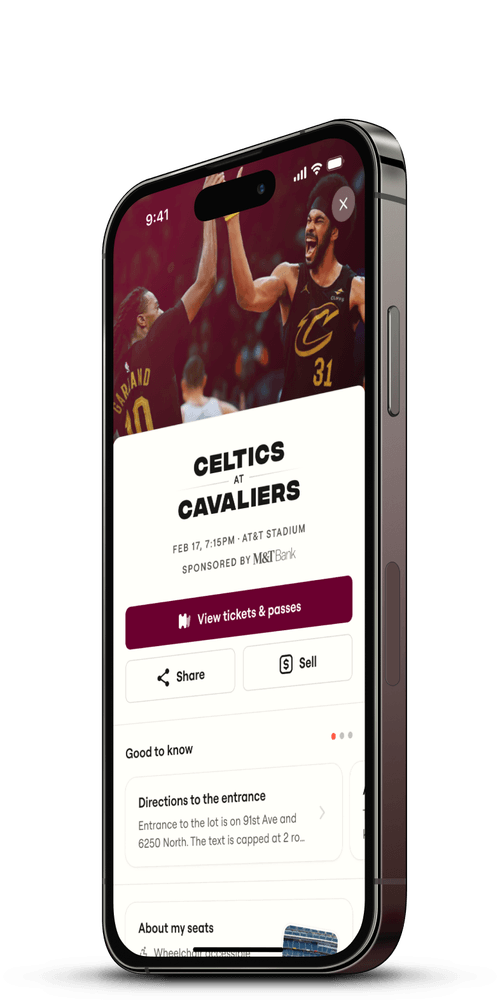 9:41
CAVS
31
GARLAND
10
CELTICS
AT
CAVALIERS
FEB 17, 7:15PM · AT&T STADIUM
SPONSORED BY M&T Bank
View tickets & passes
Share
Sell
Good to know
Directions to the entrance
Entrance to the lot is on 91st Ave and
6250 North. The text is capped at 2 ro...
About my seats
Wheelchair accessible